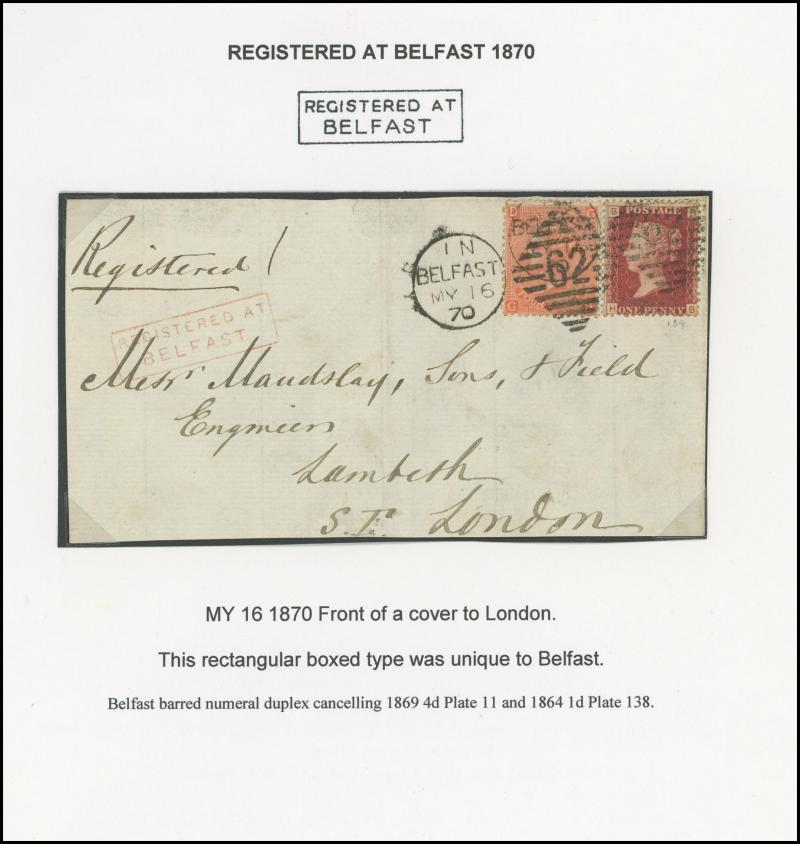 REGISTERED AT BELFAST 1870
REGISTERED AT
BELFAST
Registered
1 N
BELFAST
MY 16
70
62
D G
G D
B H
POSTAGE
ONE PENNY
H B
139
REGISTERED AT
BELFAST
Messrs Maudslay, Sons, & Field
Engineers
Lambeth
London
MY 16 1870 Front of a cover to London.
This rectangular boxed type was unique to Belfast.
Belfast barred numeral duplex cancelling 1869 4d Plate 11 and 1864 1d Plate 138.